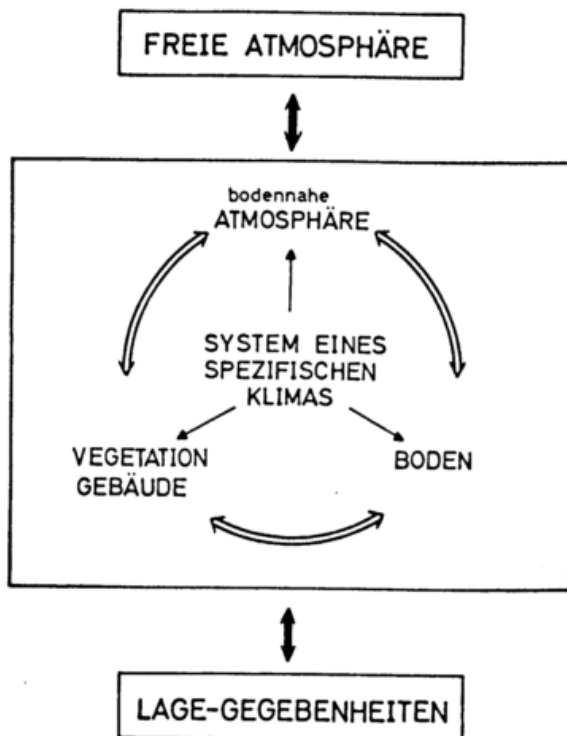 FREIE ATMOSPHÄRE
bodennahe
ATMOSPHÄRE
SYSTEM EINES
SPEZIFISCHEN
KLIMAS
VEGETATION
GEBÄUDE
BODEN
LAGE-GEGEBENHEITEN